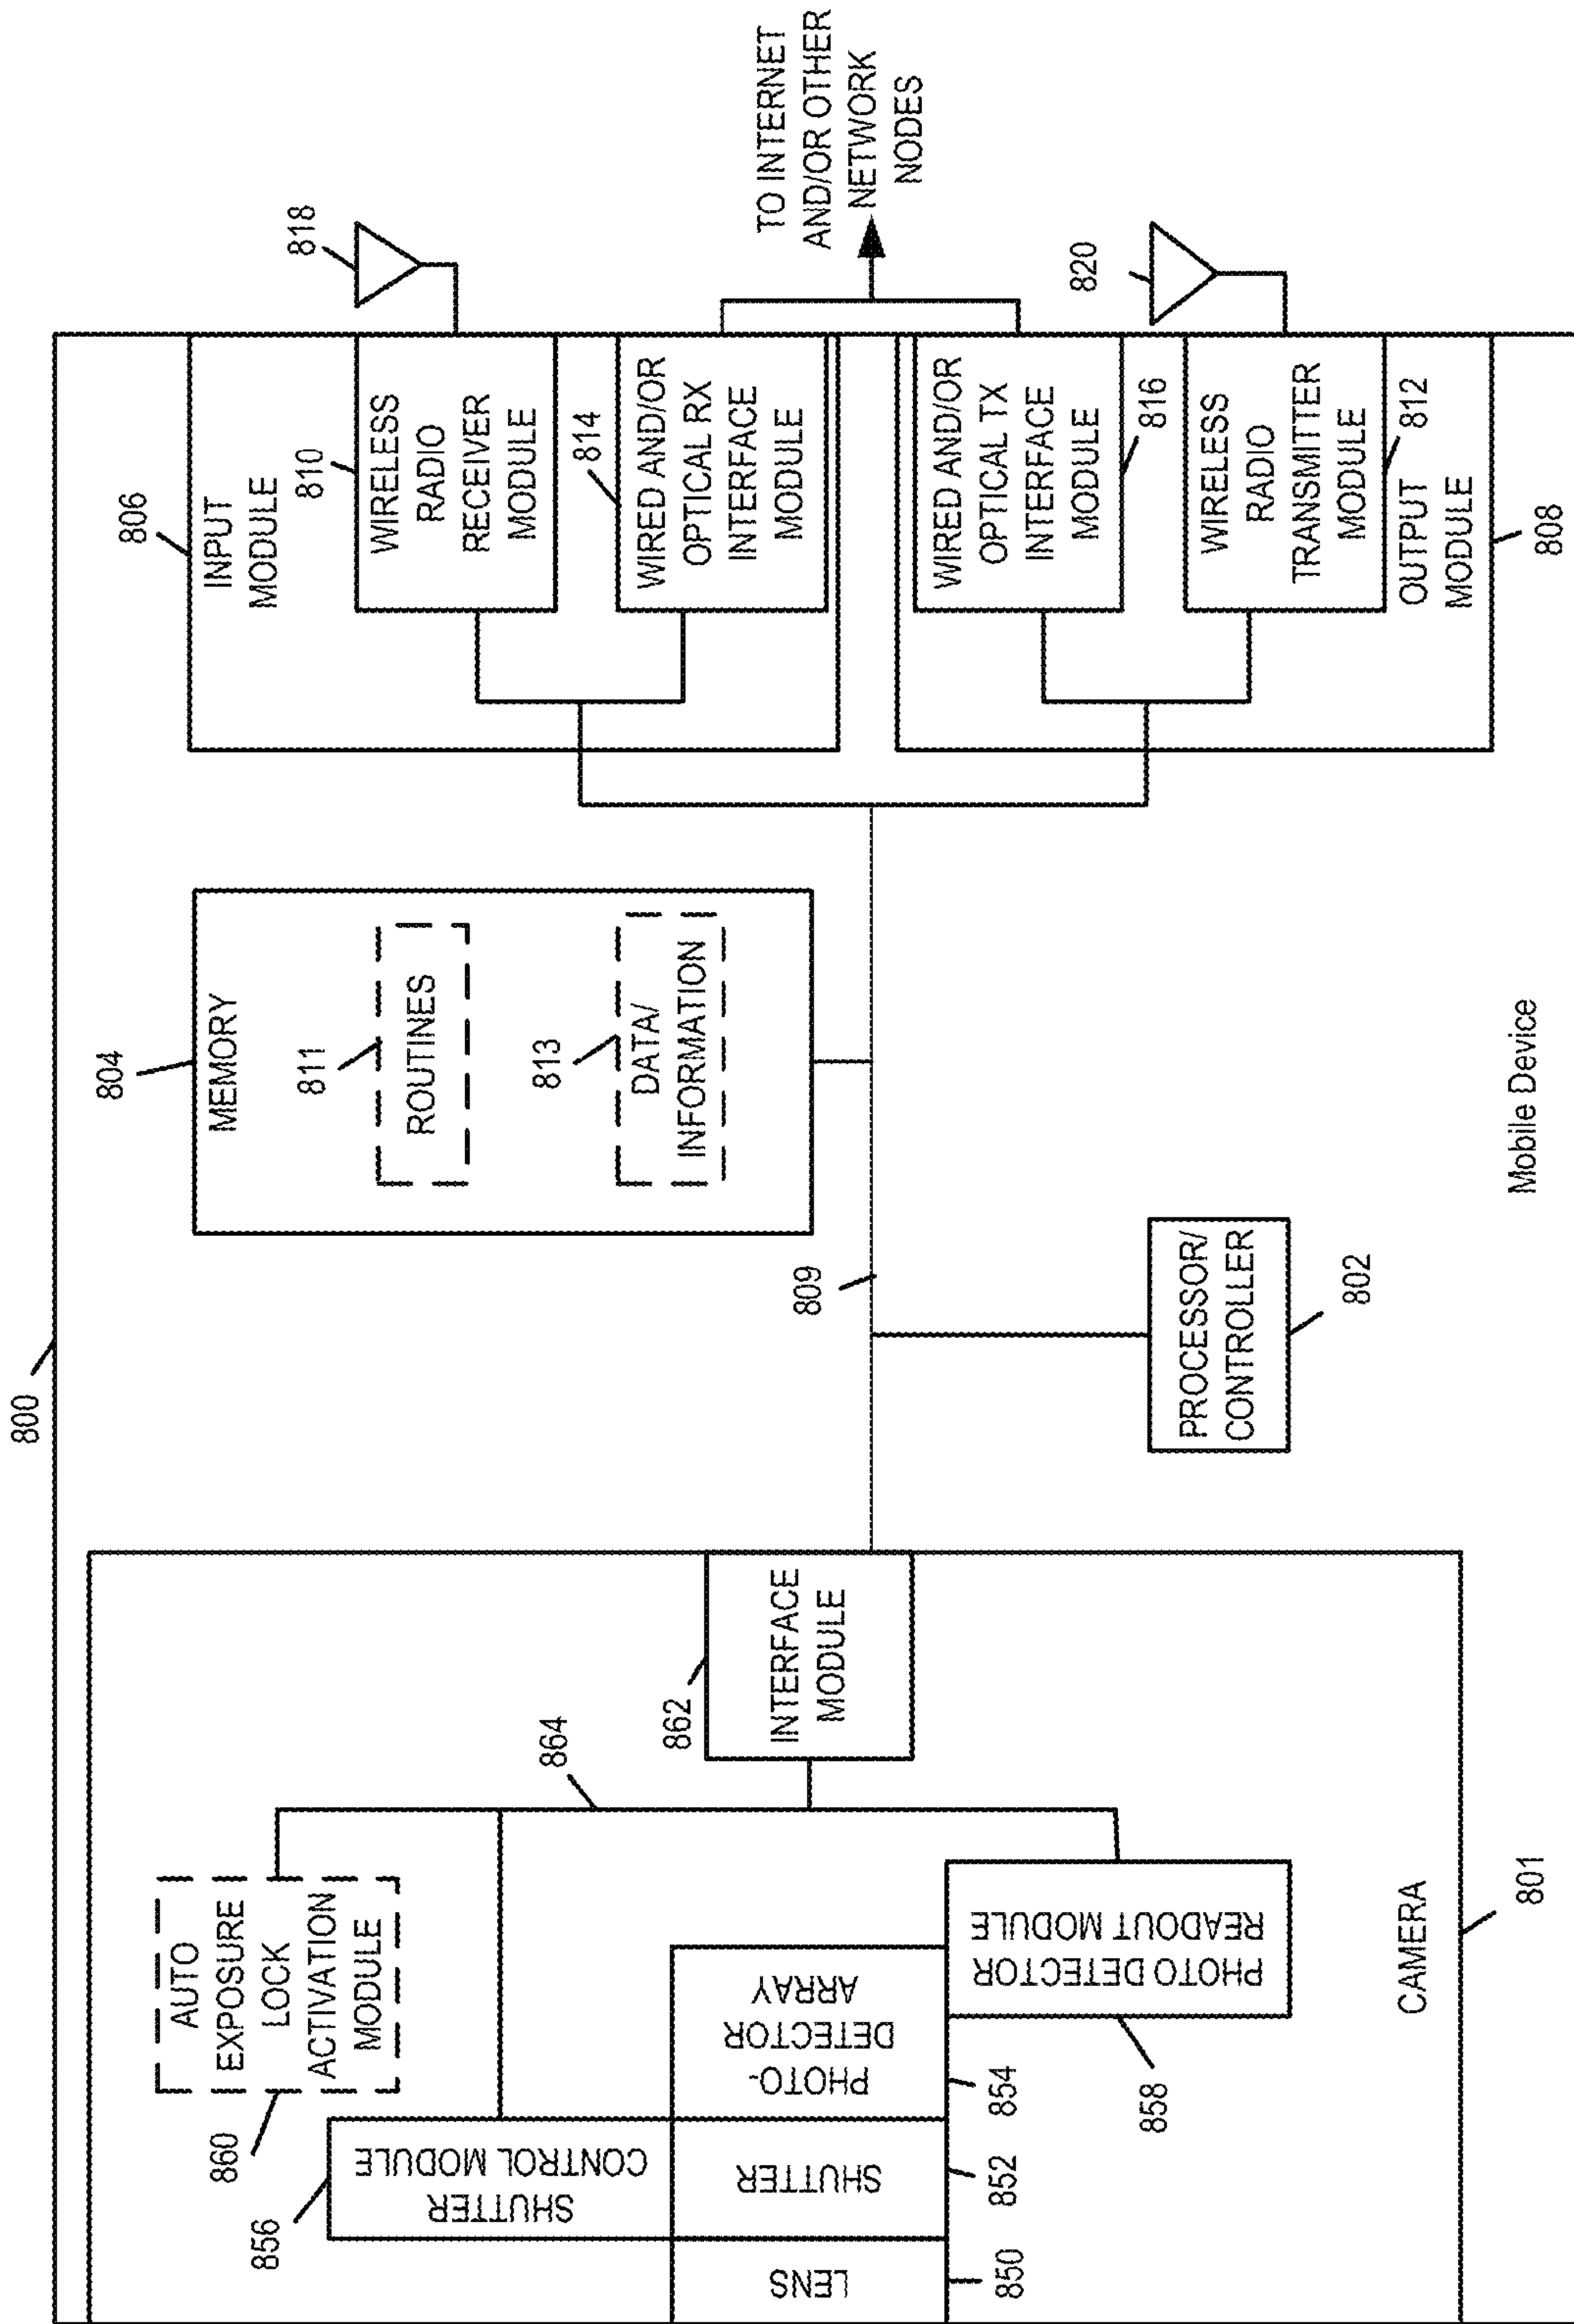 800
806
INPUT
MODULE
810
WIRELESS
RADIO
RECEIVER
MODULE
818
814
WIRED AND/OR
OPTICAL RX
INTERFACE
MODULE
TO INTERNET
AND/OR OTHER
NETWORK
NODES
WIRED AND/OR
OPTICAL TX
INTERFACE
MODULE
816
820
WIRELESS
RADIO
TRANSMITTER
MODULE
812
OUTPUT
MODULE
808
804
MEMORY
811
ROUTINES
813
DATA/
INFORMATION
809
PROCESSOR/
CONTROLLER
802
Mobile Device
AUTO
EXPOSURE
LOCK
ACTIVATION
MODULE
860
864
862
INTERFACE
MODULE
856
SHUTTER
CONTROL MODULE
LENS
850
SHUTTER
852
PHOTO-
DETECTOR
ARRAY
854
PHOTO DETECTOR
READOUT MODULE
858
CAMERA
801